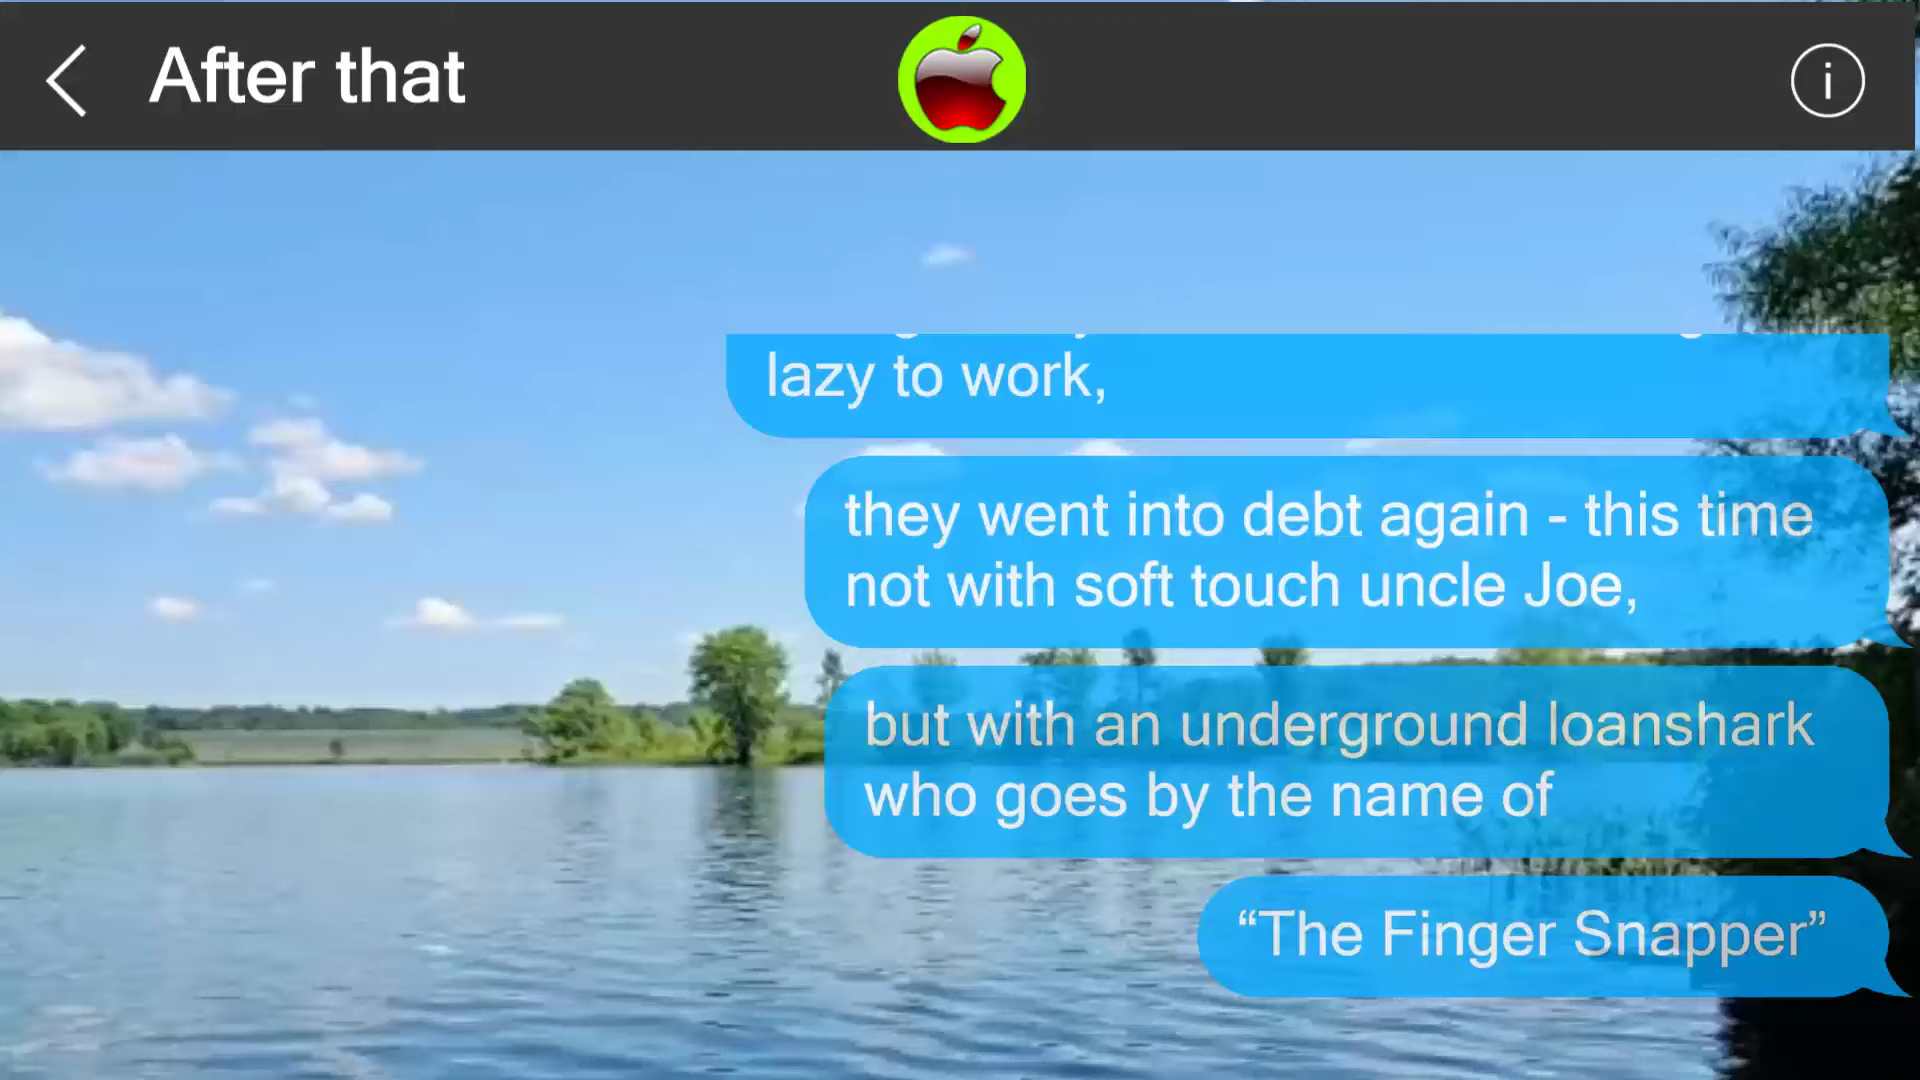 After that
lazy to work,
they went into debt again - this time
not with soft touch uncle Joe,
but with an underground loanshark
who goes by the name of
“The Finger Snapper”